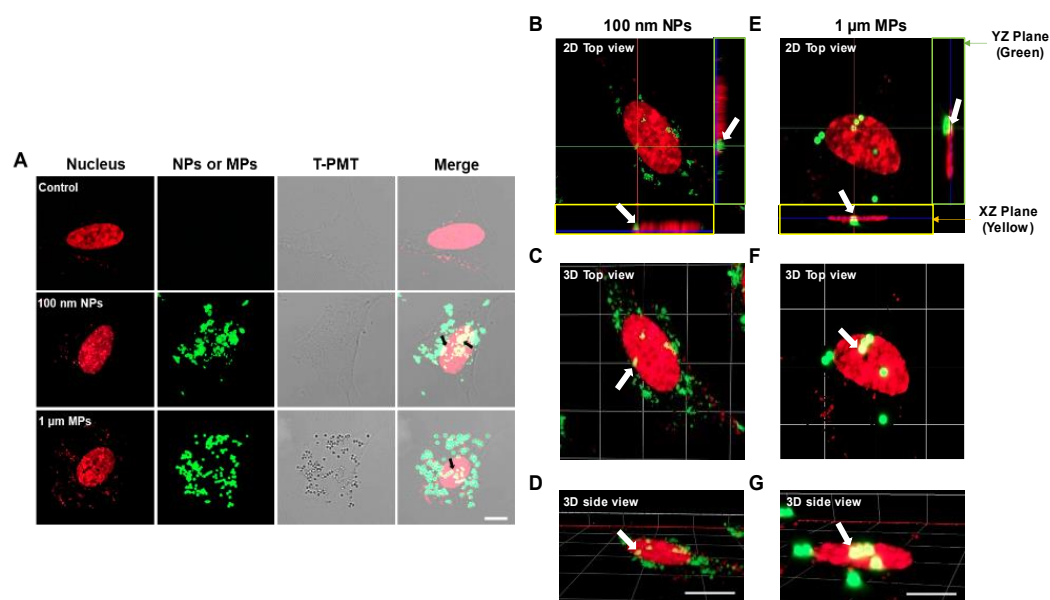 A
Nucleus
NPs or MPs
T-PMT
Merge
Control
100 nm NPs
1 µm MPs
B
100 nm NPs
2D Top view
C
3D Top view
D
3D side view
E
1 µm MPs
2D Top view
YZ Plane
(Green)
XZ Plane
(Yellow)
F
3D Top view
G
3D side view